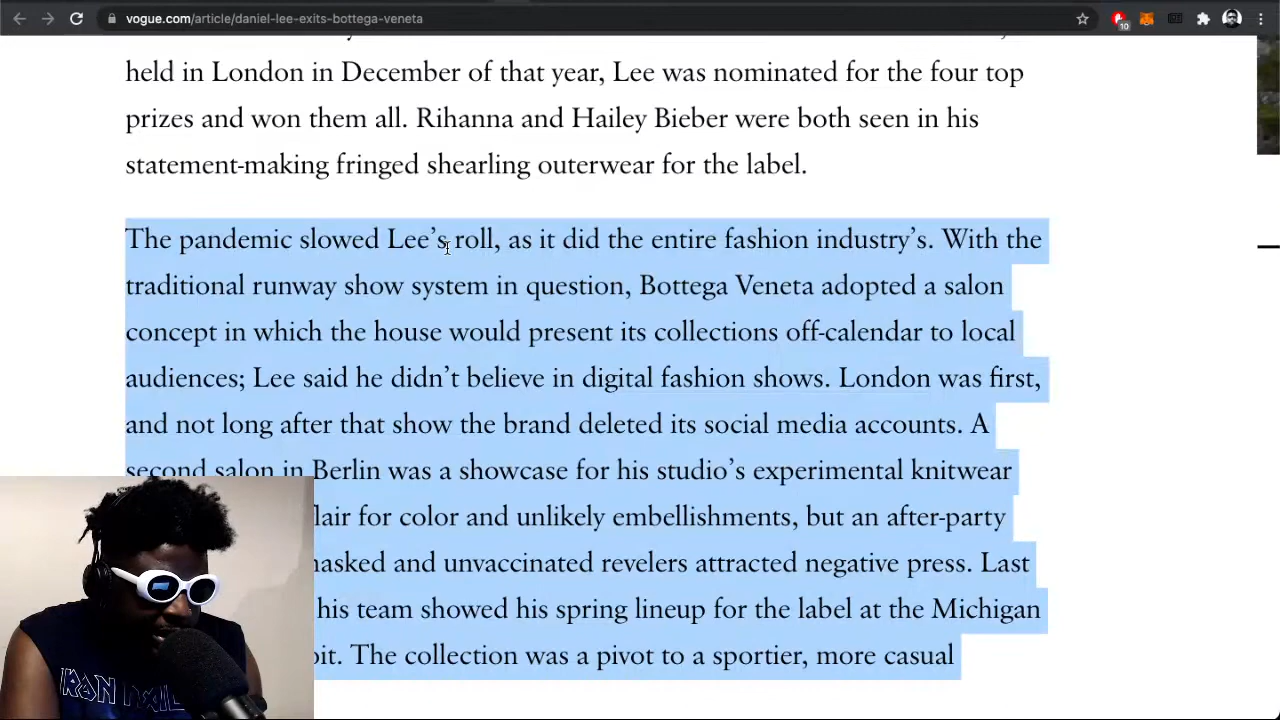 vogue.com/article/daniel-lee-exits-bottega-veneta
10
held in London in December of that year, Lee was nominated for the four top
prizes and won them all. Rihanna and Hailey Bieber were both seen in his
statement-making fringed shearling outerwear for the label.
The pandemic slowed Lee’s roll, as it did the entire fashion industry’s. With the
traditional runway show system in question, Bottega Veneta adopted a salon
concept in which the house would present its collections off-calendar to local
audiences; Lee said he didn’t believe in digital fashion shows. London was first,
and not long after that show the brand deleted its social media accounts. A
second salon in Berlin was a showcase for his studio’s experimental knitwear
flair for color and unlikely embellishments, but an after-party
masked and unvaccinated revelers attracted negative press. Last
his team showed his spring lineup for the label at the Michigan
oit. The collection was a pivot to a sportier, more casual
IRON MAIDEN